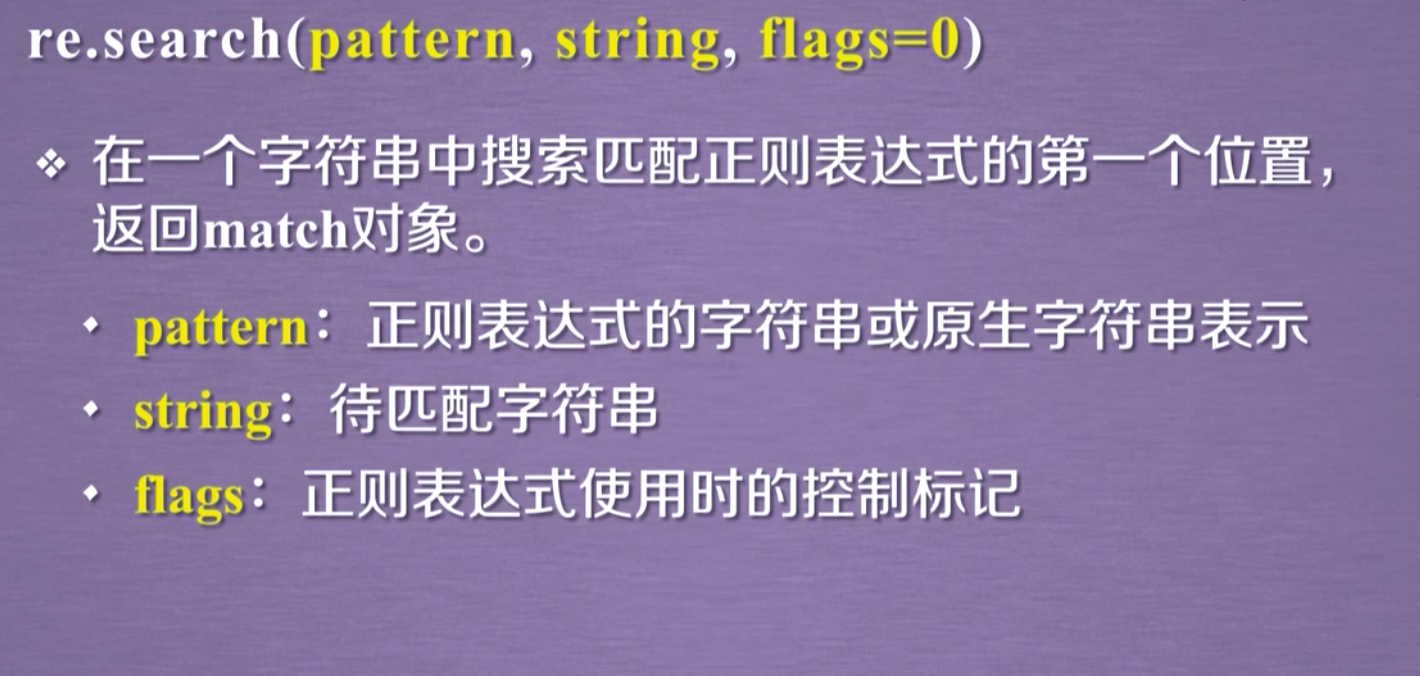 re.search(pattern, string, flags=0)
❖ 在一个字符串中搜索匹配正则表达式的第一个位置，
返回match对象。
• pattern：正则表达式的字符串或原生字符串表示
• string：待匹配字符串
• flags：正则表达式使用时的控制标记